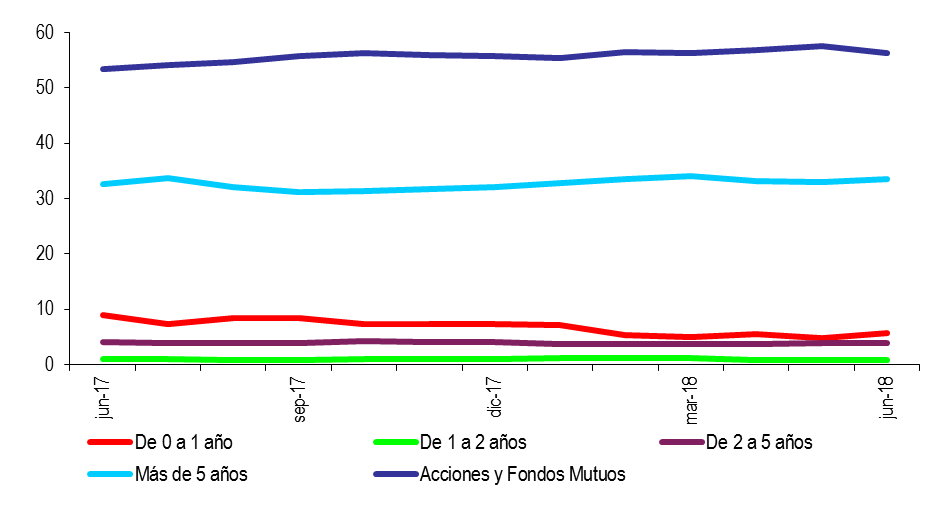 60
50
40
30
20
10
0
jun-17
sep-17
dic-17
mar-18
jun-18
De 0 a 1 año
De 1 a 2 años
De 2 a 5 años
Más de 5 años
Acciones y Fondos Mutuos